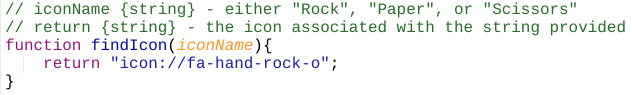 // iconName {string} - either "Rock", "Paper", or "Scissors"
// return {string} - the icon associated with the string provided
function findIcon(iconName){
    return "icon://fa-hand-rock-o";
}